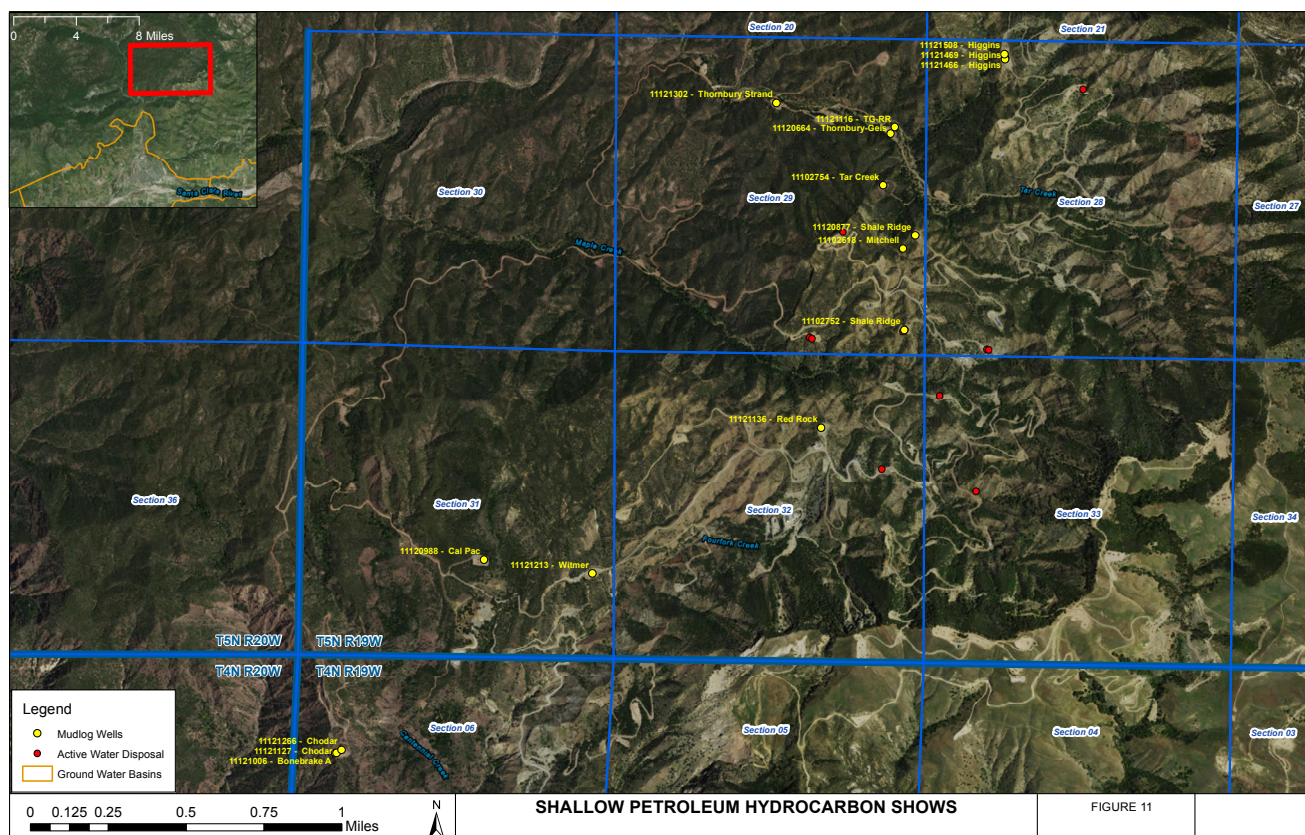 0 4 8 Miles
Santa Clara River
Section 20
Section 21
11121508 - Higgins
11121469 - Higgins
11121466 - Higgins
11121302 - Thornbury Strand
11121116 - TG-RR
11120664 - Thornbury-Geis
11102754 - Tar Creek
Section 30
Section 29
Tar Creek
Section 28
Section 27
11120877 - Shale Ridge
11102618 - Mitchell
Maple Creek
11102752 - Shale Ridge
11121136 - Red Rock
Section 36
Section 31
Section 32
Section 33
Section 34
Fourfork Creek
11120988 - Cal Pac
11121213 - Witmer
T5N R20W
T5N R19W
T4N R20W
T4N R19W
Section 06
Section 05
Section 04
Section 03
Centennial Creek
11121266 - Chodar
11121127 - Chodar
11121006 - Bonebrake A
Legend
Mudlog Wells
Active Water Disposal
Ground Water Basins
0 0.125 0.25 0.5 0.75 1
Miles
N
SHALLOW PETROLEUM HYDROCARBON SHOWS
FIGURE 11